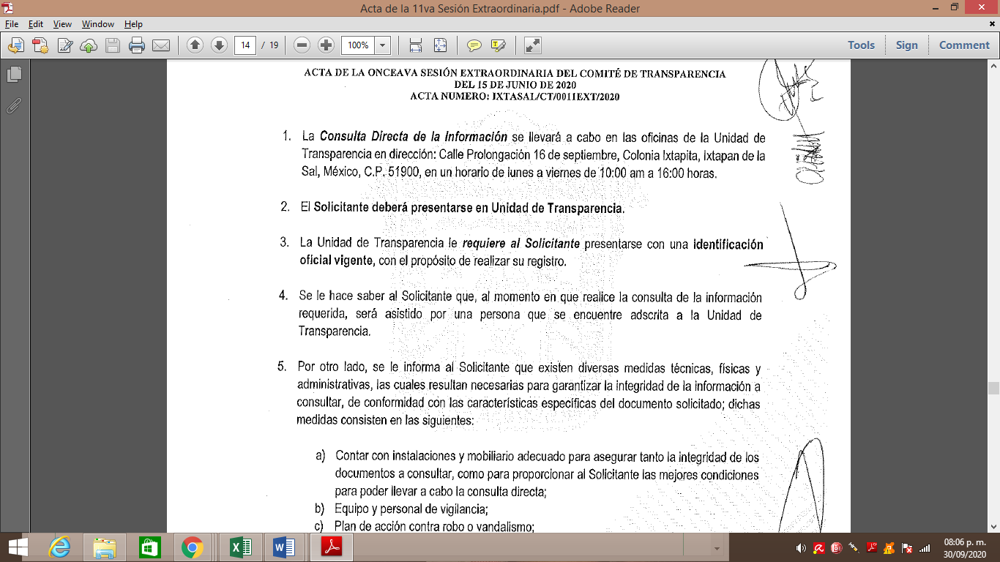 Acta de la 11va Sesión Extraordinaria.pdf - Adobe Reader
File Edit View Window Help
14 / 19 100% Tools Sign Comment
ACTA DE LA ONCEAVA SESIÓN EXTRAORDINARIA DEL COMITÉ DE TRANSPARENCIA
DEL 15 DE JUNIO DE 2020
ACTA NUMERO: IXTASAL/CT/0011EXT/2020
1. La Consulta Directa de la Información se llevará a cabo en las oficinas de la Unidad de
Transparencia en dirección: Calle Prolongación 16 de septiembre, Colonia Ixtapita, Ixtapan de la
Sal, México, C.P. 51900, en un horario de lunes a viernes de 10:00 am a 16:00 horas.
2. El Solicitante deberá presentarse en Unidad de Transparencia.
3. La Unidad de Transparencia le requiere al Solicitante presentarse con una identificación
oficial vigente, con el propósito de realizar su registro.
4. Se le hace saber al Solicitante que, al momento en que realice la consulta de la información
requerida, será asistido por una persona que se encuentre adscrita a la Unidad de
Transparencia.
5. Por otro lado, se le informa al Solicitante que existen diversas medidas técnicas, físicas y
administrativas, las cuales resultan necesarias para garantizar la integridad de la información a
consultar, de conformidad con las características específicas del documento solicitado; dichas
medidas consisten en las siguientes:
a) Contar con instalaciones y mobiliario adecuado para asegurar tanto la integridad de los
documentos a consultar, como para proporcionar al Solicitante las mejores condiciones
para poder llevar a cabo la consulta directa;
b) Equipo y personal de vigilancia;
c) Plan de acción contra robo o vandalismo;
08:06 p. m.
30/09/2020